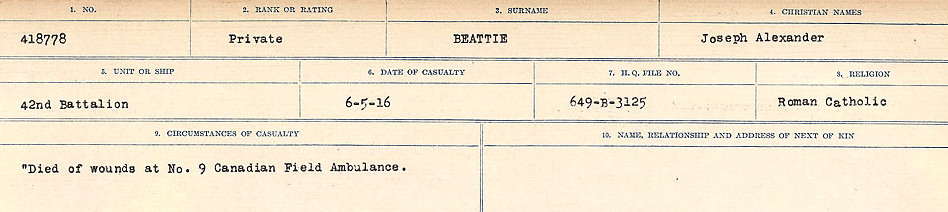 1. NO. 2. RANK OR RATING 3. SURNAME 4. CHRISTIAN NAMES
418778 Private BEATTIE Joseph Alexander
5. UNIT OR SHIP 6. DATE OF CASUALTY 7. H.Q. FILE NO. 8. RELIGION
42nd Battalion 6-5-16 649-B-3125 Roman Catholic
9. CIRCUMSTANCES OF CASUALTY 10. NAME, RELATIONSHIP AND ADDRESS OF NEXT OF KIN
"Died of wounds at No. 9 Canadian Field Ambulance.